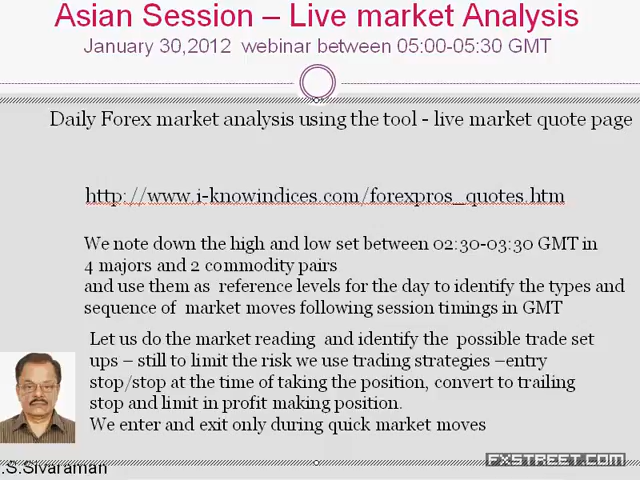 Asian Session – Live market Analysis
January 30,2012 webinar between 05:00-05:30 GMT
Daily Forex market analysis using the tool - live market quote page
http://www.i-knowindices.com/forexpros_quotes.htm
We note down the high and low set between 02:30-03:30 GMT in
4 majors and 2 commodity pairs
and use them as reference levels for the day to identify the types and
sequence of market moves following session timings in GMT
Let us do the market reading and identify the possible trade set
ups – still to limit the risk we use trading strategies –entry
stop/stop at the time of taking the position, convert to trailing
stop and limit in profit making position.
We enter and exit only during quick market moves
.S.Sivaraman
FXSTREET.COM